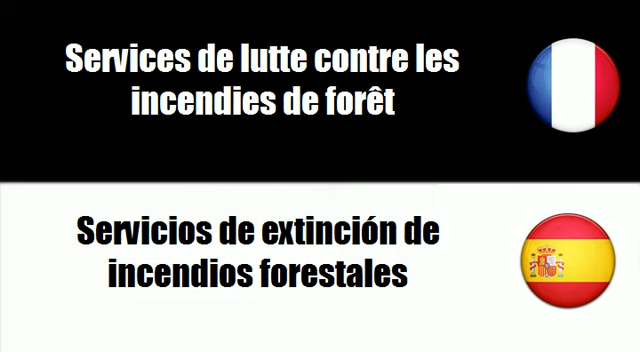 Services de lutte contre les
incendies de forêt
Servicios de extinción de
incendios forestales